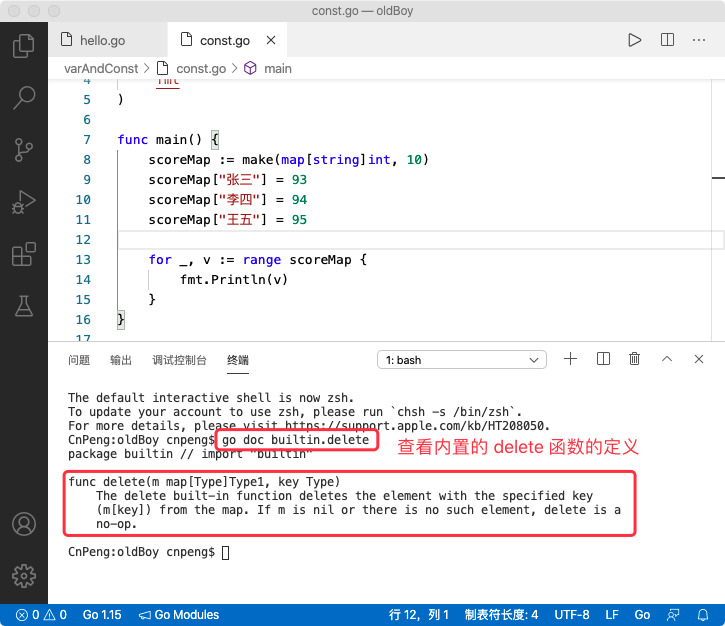 const.go — oldBoy
hello.go
const.go
varAndConst > const.go > main
4 "fmt"
5 )
6
7 func main() {
8 scoreMap := make(map[string]int, 10)
9 scoreMap["张三"] = 93
10 scoreMap["李四"] = 94
11 scoreMap["王五"] = 95
12
13 for _, v := range scoreMap {
14 fmt.Println(v)
15 }
16 }
17
问题 输出 调试控制台 终端 1: bash
The default interactive shell is now zsh.
To update your account to use zsh, please run `chsh -s /bin/zsh`.
For more details, please visit https://support.apple.com/kb/HT208050.
CnPeng:oldBoy cnpeng$ go doc builtin.delete
查看内置的 delete 函数的定义
package builtin // import "builtin"
func delete(m map[Type]Type1, key Type)
The delete built-in function deletes the element with the specified key
(m[key]) from the map. If m is nil or there is no such element, delete is a
no-op.
CnPeng:oldBoy cnpeng$
0 0 Go 1.15 Go Modules 行 12，列 1 制表符长度: 4 UTF-8 LF Go